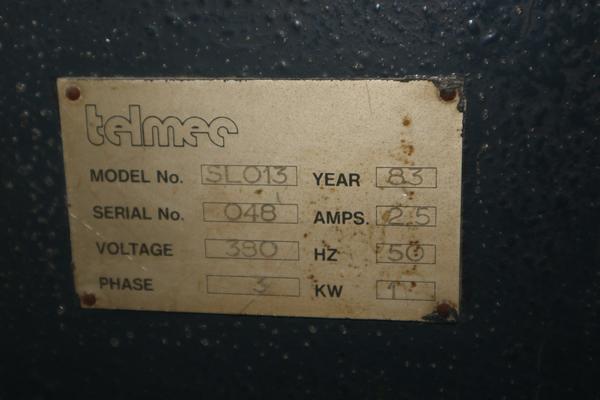 telmec
MODEL No. SL013 YEAR 83
SERIAL No. 048 AMPS. 2.5
VOLTAGE 380 HZ 50
PHASE 3 KW 1